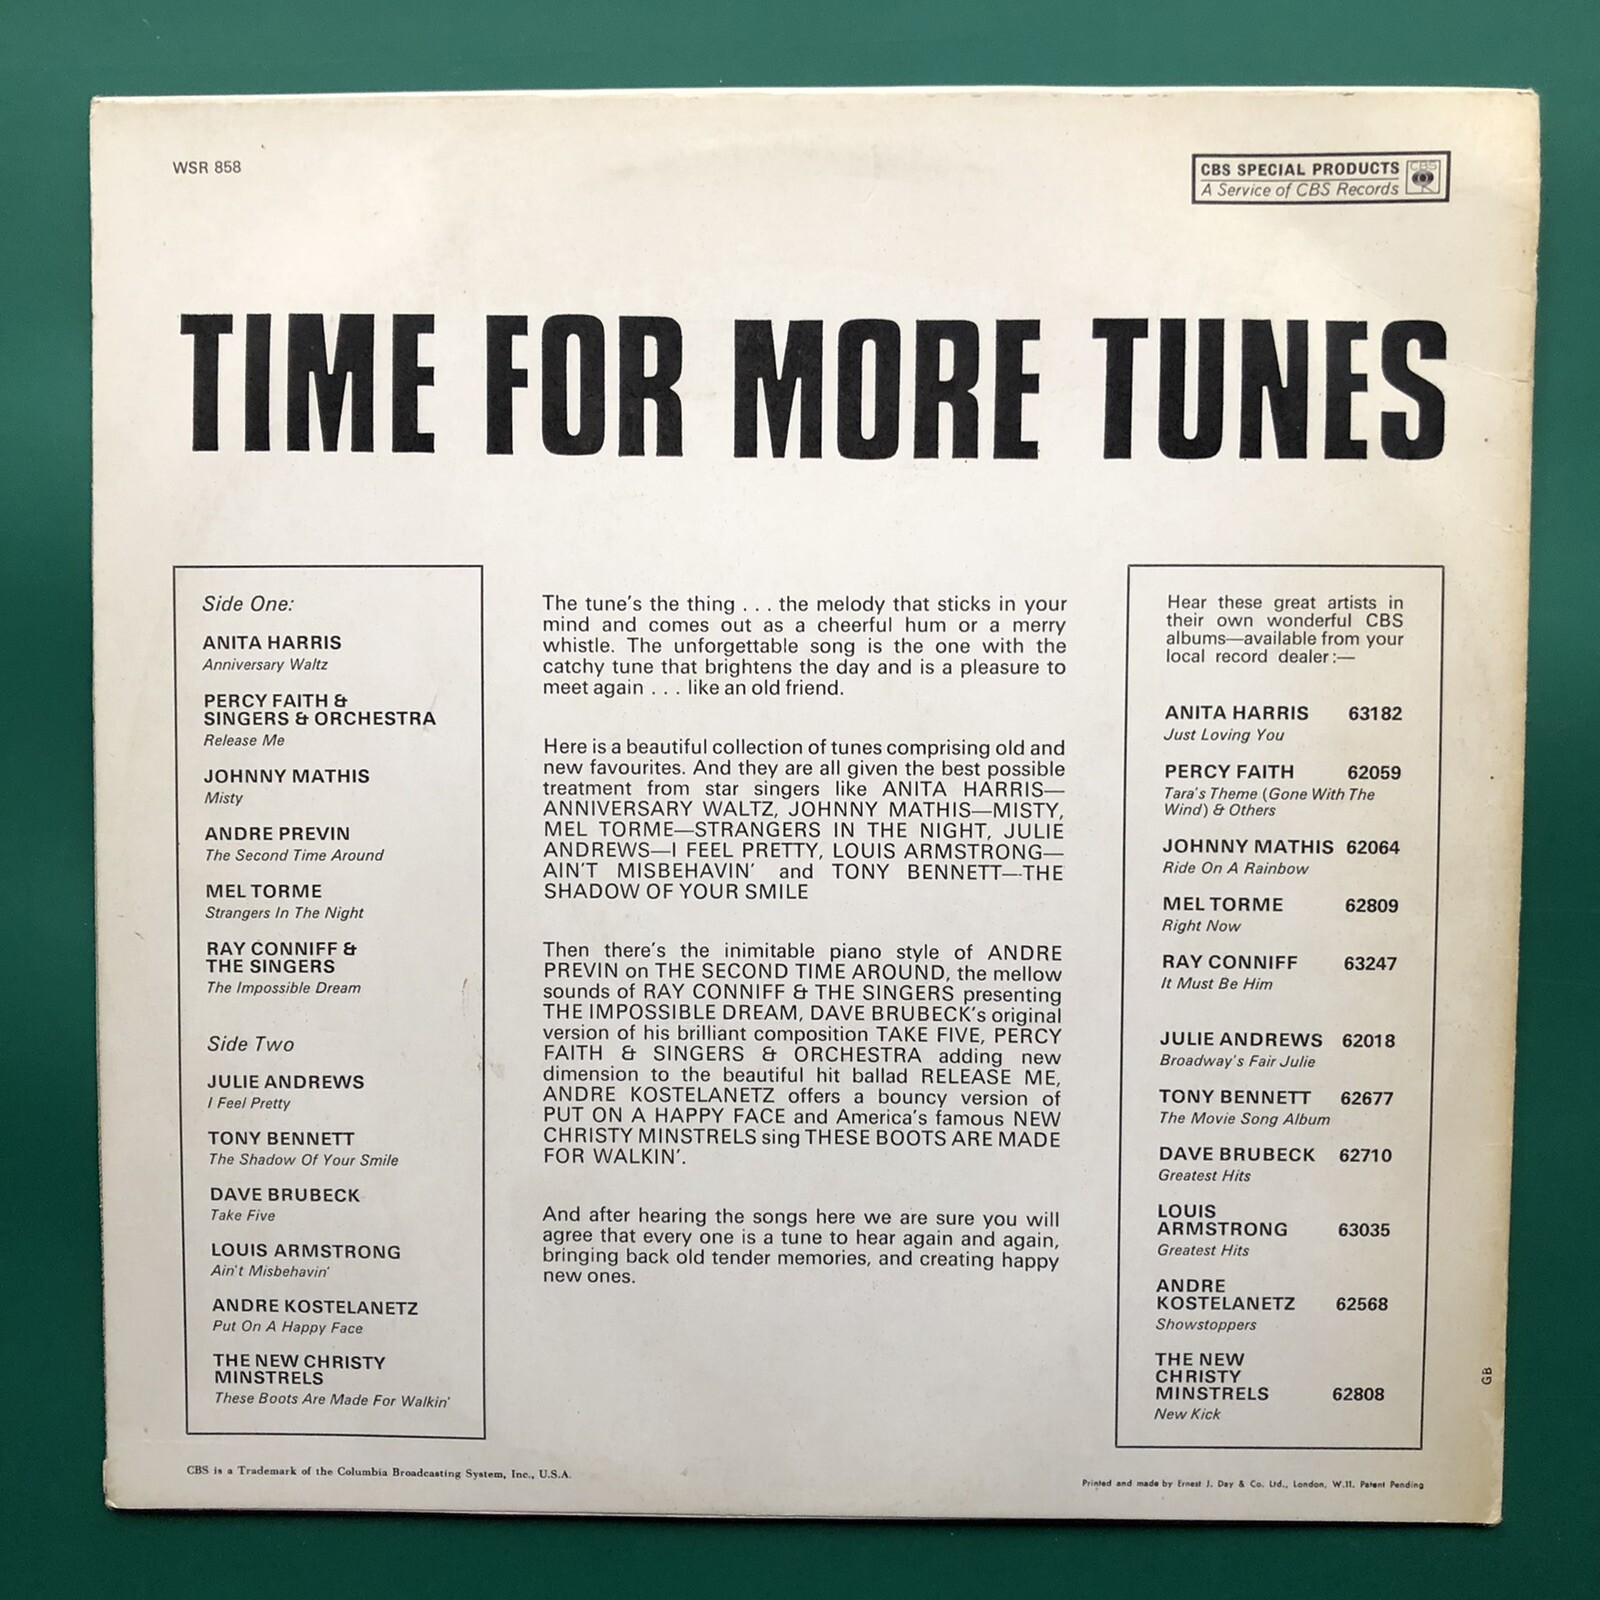 WSR 858
CBS SPECIAL PRODUCTS
A Service of CBS Records
CBS
TIME FOR MORE TUNES
Side One:
ANITA HARRIS
Anniversary Waltz
PERCY FAITH &
SINGERS & ORCHESTRA
Release Me
JOHNNY MATHIS
Misty
ANDRE PREVIN
The Second Time Around
MEL TORME
Strangers In The Night
RAY CONNIFF &
THE SINGERS
The Impossible Dream
Side Two
JULIE ANDREWS
I Feel Pretty
TONY BENNETT
The Shadow Of Your Smile
DAVE BRUBECK
Take Five
LOUIS ARMSTRONG
Ain't Misbehavin'
ANDRE KOSTELANETZ
Put On A Happy Face
THE NEW CHRISTY
MINSTRELS
These Boots Are Made For Walkin'
The tune's the thing . . . the melody that sticks in your
mind and comes out as a cheerful hum or a merry
whistle. The unforgettable song is the one with the
catchy tune that brightens the day and is a pleasure to
meet again . . . like an old friend.
Here is a beautiful collection of tunes comprising old and
new favourites. And they are all given the best possible
treatment from star singers like ANITA HARRIS—
ANNIVERSARY WALTZ, JOHNNY MATHIS—MISTY,
MEL TORME—STRANGERS IN THE NIGHT, JULIE
ANDREWS—I FEEL PRETTY, LOUIS ARMSTRONG—
AIN'T MISBEHAVIN' and TONY BENNETT—THE
SHADOW OF YOUR SMILE
Then there's the inimitable piano style of ANDRE
PREVIN on THE SECOND TIME AROUND, the mellow
sounds of RAY CONNIFF & THE SINGERS presenting
THE IMPOSSIBLE DREAM, DAVE BRUBECK's original
version of his brilliant composition TAKE FIVE, PERCY
FAITH & SINGERS & ORCHESTRA adding new
dimension to the beautiful hit ballad RELEASE ME,
ANDRE KOSTELANETZ offers a bouncy version of
PUT ON A HAPPY FACE and America's famous NEW
CHRISTY MINSTRELS sing THESE BOOTS ARE MADE
FOR WALKIN'.
And after hearing the songs here we are sure you will
agree that every one is a tune to hear again and again,
bringing back old tender memories, and creating happy
new ones.
Hear these great artists in
their own wonderful CBS
albums—available from your
local record dealer:—
ANITA HARRIS 63182
Just Loving You
PERCY FAITH 62059
Tara's Theme (Gone With The
Wind) & Others
JOHNNY MATHIS 62064
Ride On A Rainbow
MEL TORME 62809
Right Now
RAY CONNIFF 63247
It Must Be Him
JULIE ANDREWS 62018
Broadway's Fair Julie
TONY BENNETT 62677
The Movie Song Album
DAVE BRUBECK 62710
Greatest Hits
LOUIS
ARMSTRONG 63035
Greatest Hits
ANDRE
KOSTELANETZ 62568
Showstoppers
THE NEW
CHRISTY
MINSTRELS 62808
New Kick
GB
CBS is a Trademark of the Columbia Broadcasting System, Inc., U.S.A.
Printed and made by Ernest J. Day & Co. Ltd., London, W.11. Patent Pending